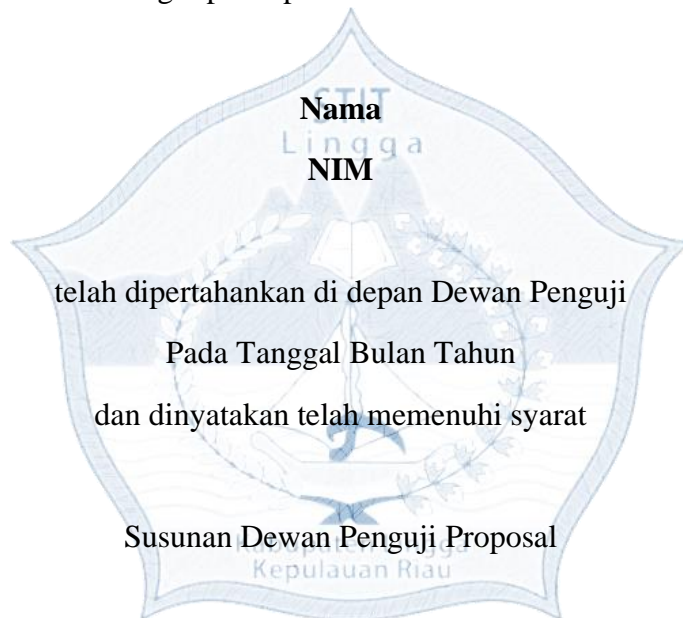 STIT
Nama
Lingga
NIM
telah dipertahankan di depan Dewan Penguji
Pada Tanggal Bulan Tahun
dan dinyatakan telah memenuhi syarat
Susunan Dewan Penguji Proposal
Kabupaten Lingga
Kepulauan Riau